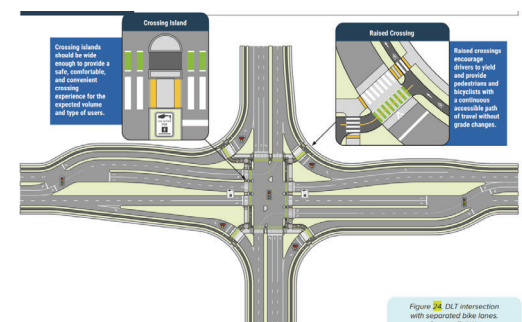 Crossing Island
Crossing islands
should be wide
enough to provide a
safe, comfortable,
and convenient
crossing
experience for the
expected volume
and type of users.
Raised Crossing
Raised crossings
encourage
drivers to yield
and provide
pedestrians and
bicyclists with
a continuous
accessible path
of travel without
grade changes.
Figure 24. DLT intersection
with separated bike lanes.